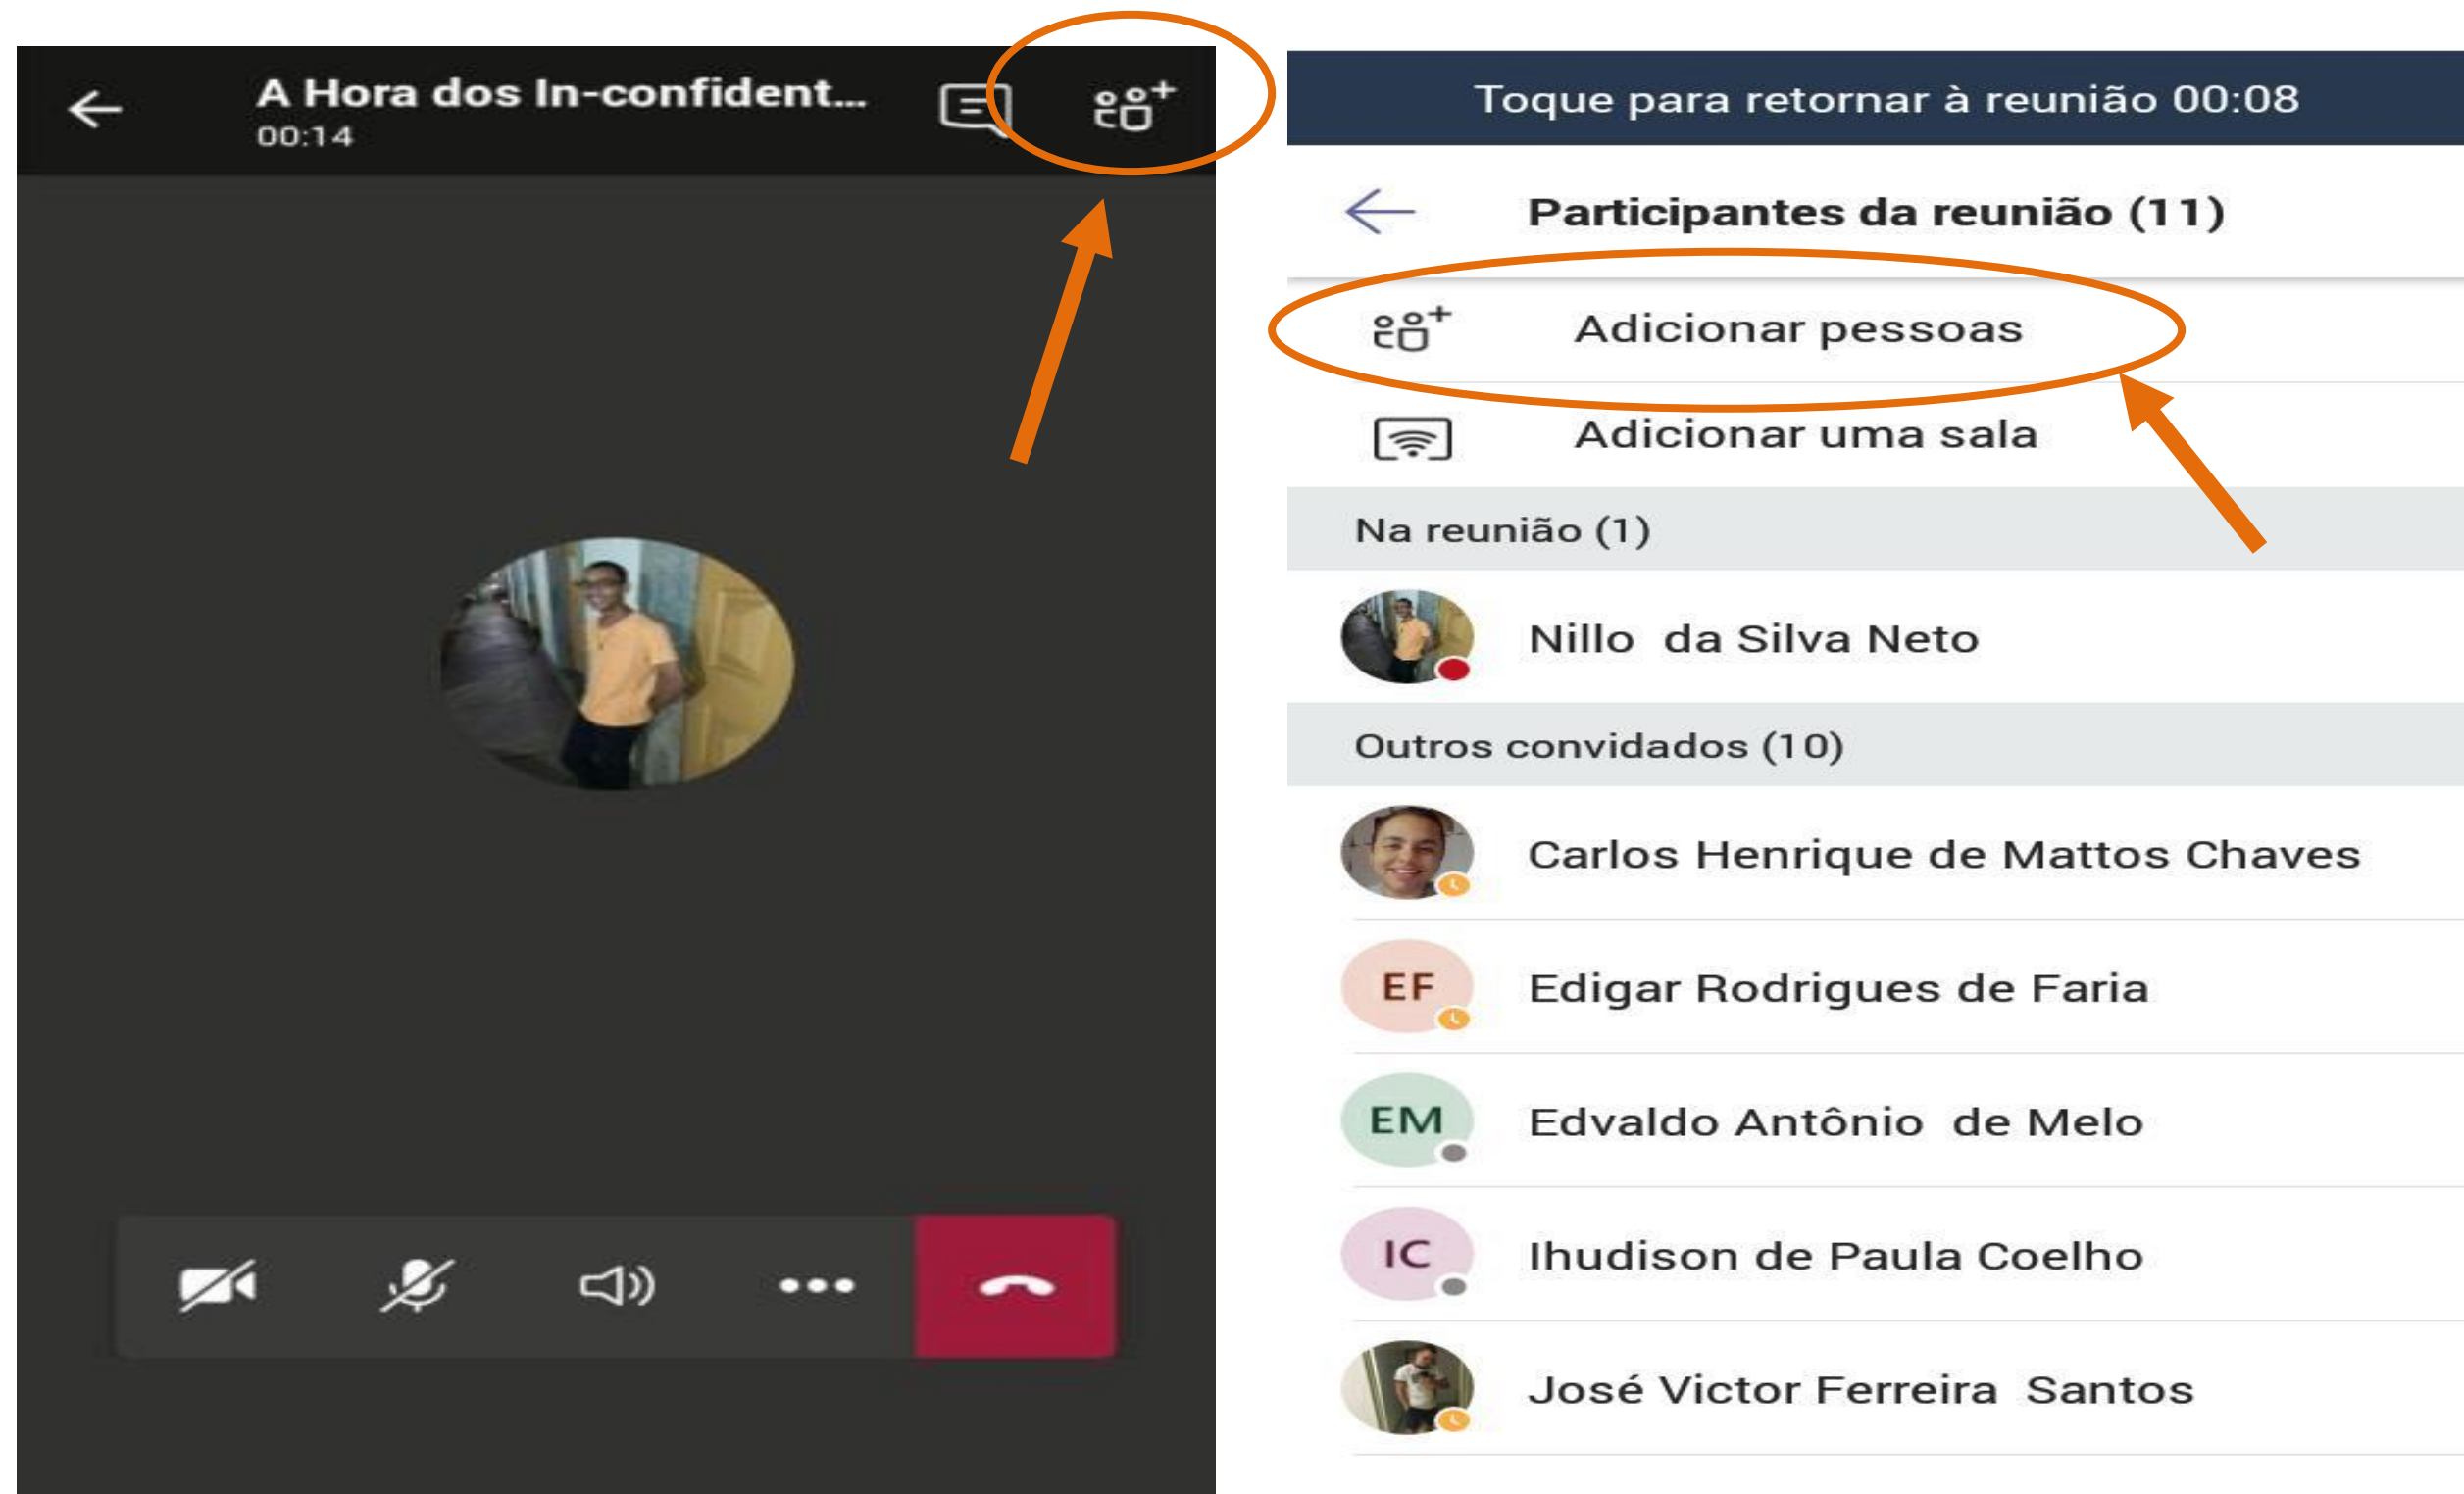 A Hora dos In-confident...
00:14
Toque para retornar à reunião 00:08
Participantes da reunião (11)
Adicionar pessoas
Adicionar uma sala
Na reunião (1)
Nillo da Silva Neto
Outros convidados (10)
Carlos Henrique de Mattos Chaves
EF Edigar Rodrigues de Faria
EM Edvaldo Antônio de Melo
IC Ihudison de Paula Coelho
José Victor Ferreira Santos